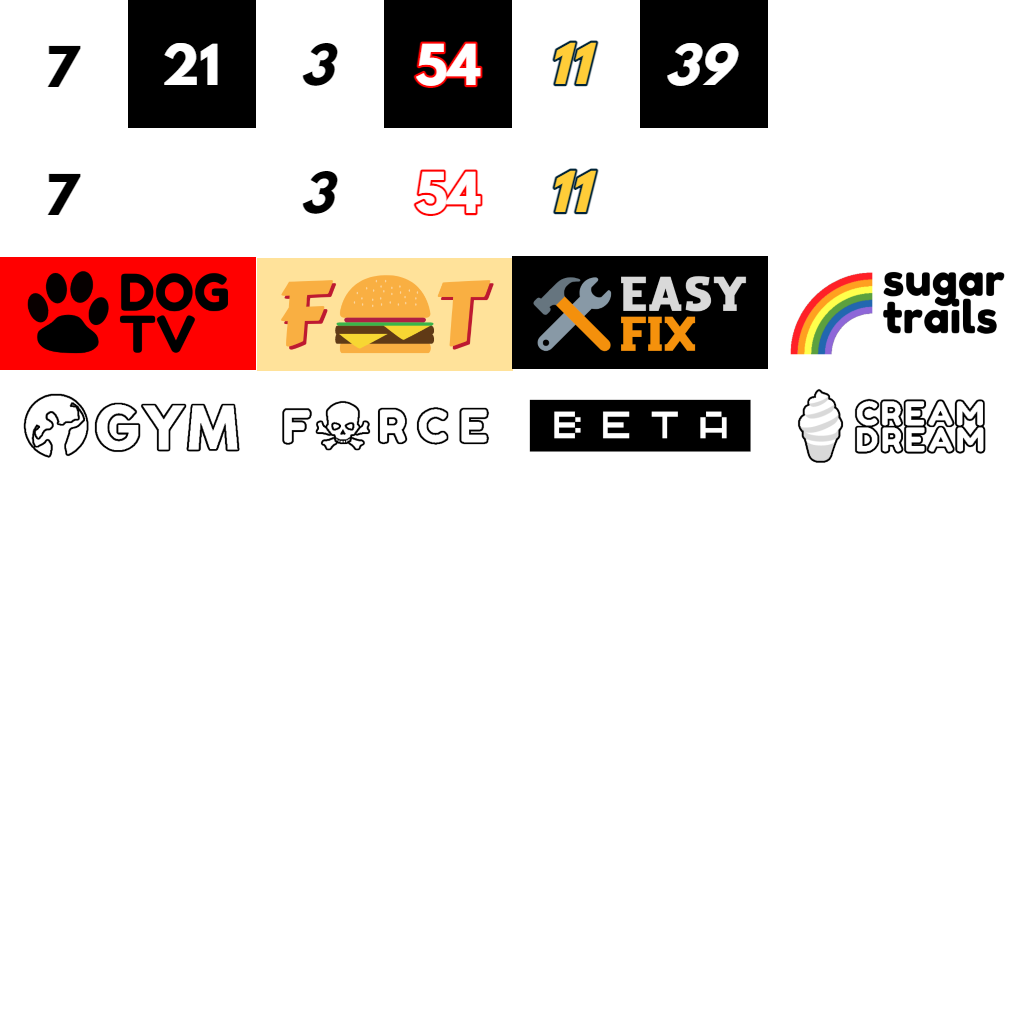 7 21 3 54 11 39
7 3 54 11
DOG
TV
F T
EASY
FIX
sugar
trails
GYM
F RCE
BETA
CREAM
DREAM